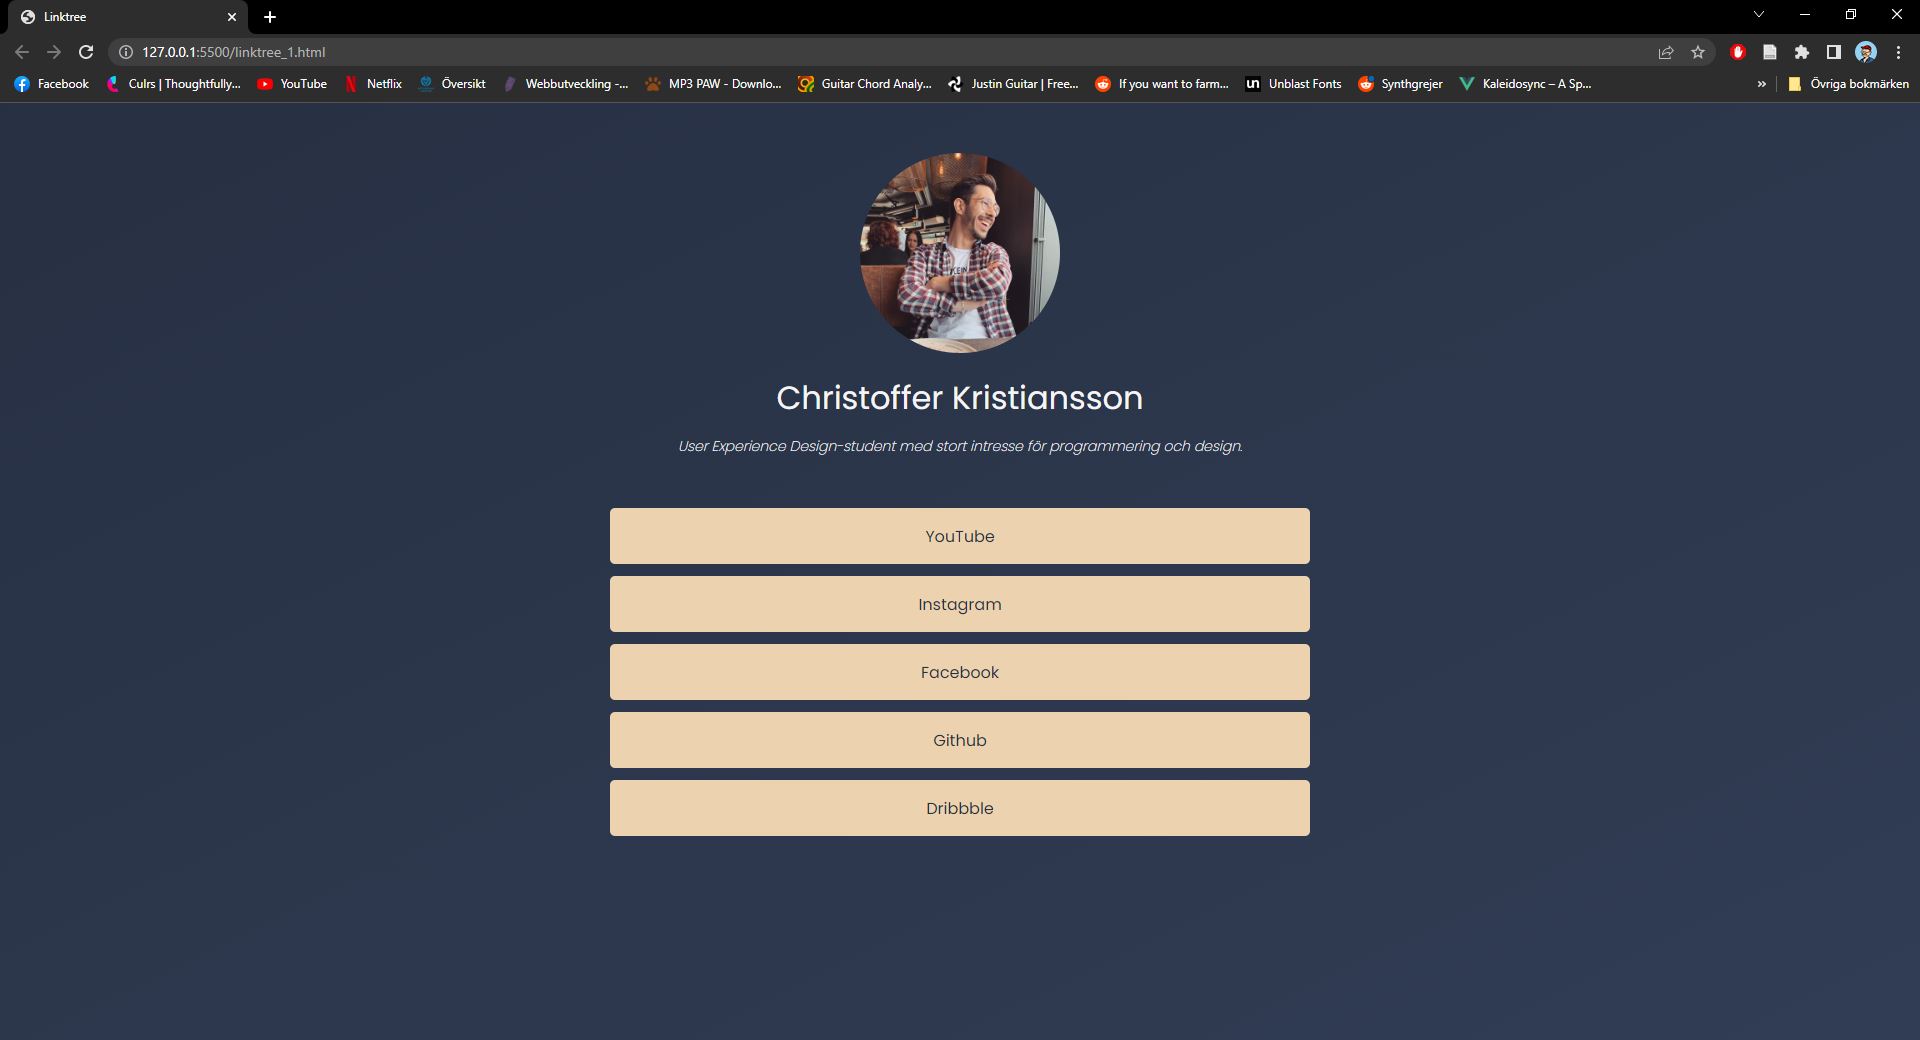 Linktree
127.0.0.1:5500/linktree_1.html
Facebook Culrs | Thoughtfully... YouTube Netflix Översikt Webbutveckling -... MP3 PAW - Downlo... Guitar Chord Analy... Justin Guitar | Free... If you want to farm... un Unblast Fonts Synthgrejer Kaleidosync – A Sp... » Övriga bokmärken
Christoffer Kristiansson
User Experience Design-student med stort intresse för programmering och design.
YouTube
Instagram
Facebook
Github
Dribbble